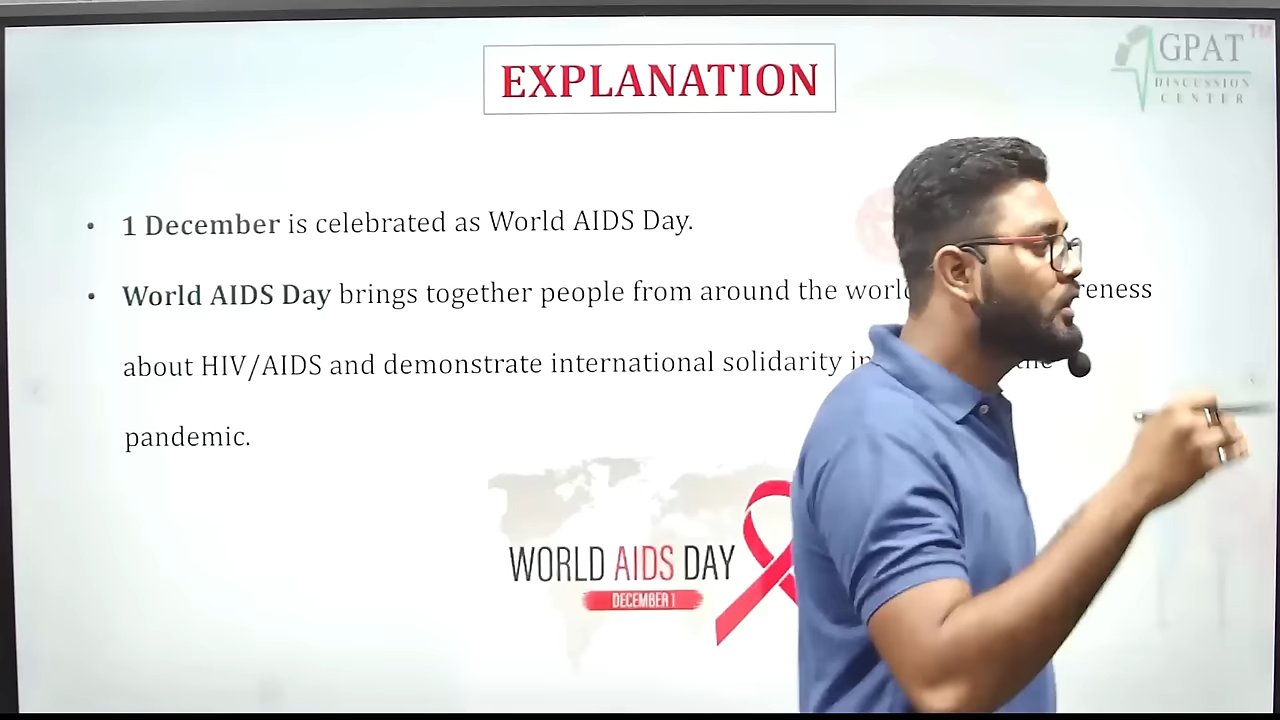 EXPLANATION
GPAT TM
DISCUSSION
CENTER
• 1 December is celebrated as World AIDS Day.
• World AIDS Day brings together people from around the
about HIV/AIDS and demonstrate international solidarity
pandemic.
WORLD AIDS DAY
DECEMBER 1